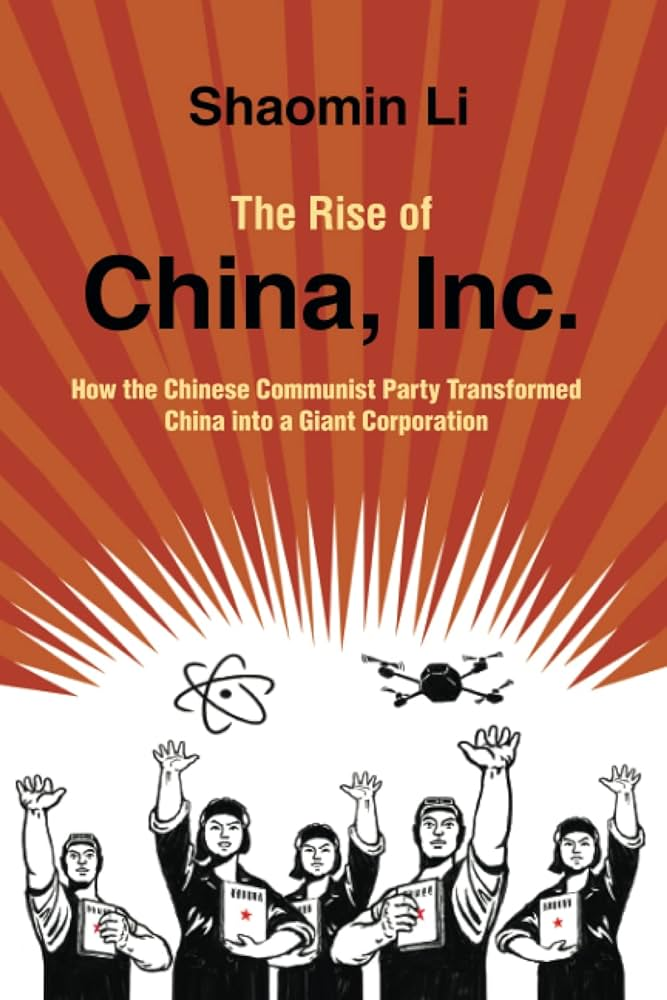 Shaomin Li
The Rise of
China, Inc.
How the Chinese Communist Party Transformed
China into a Giant Corporation